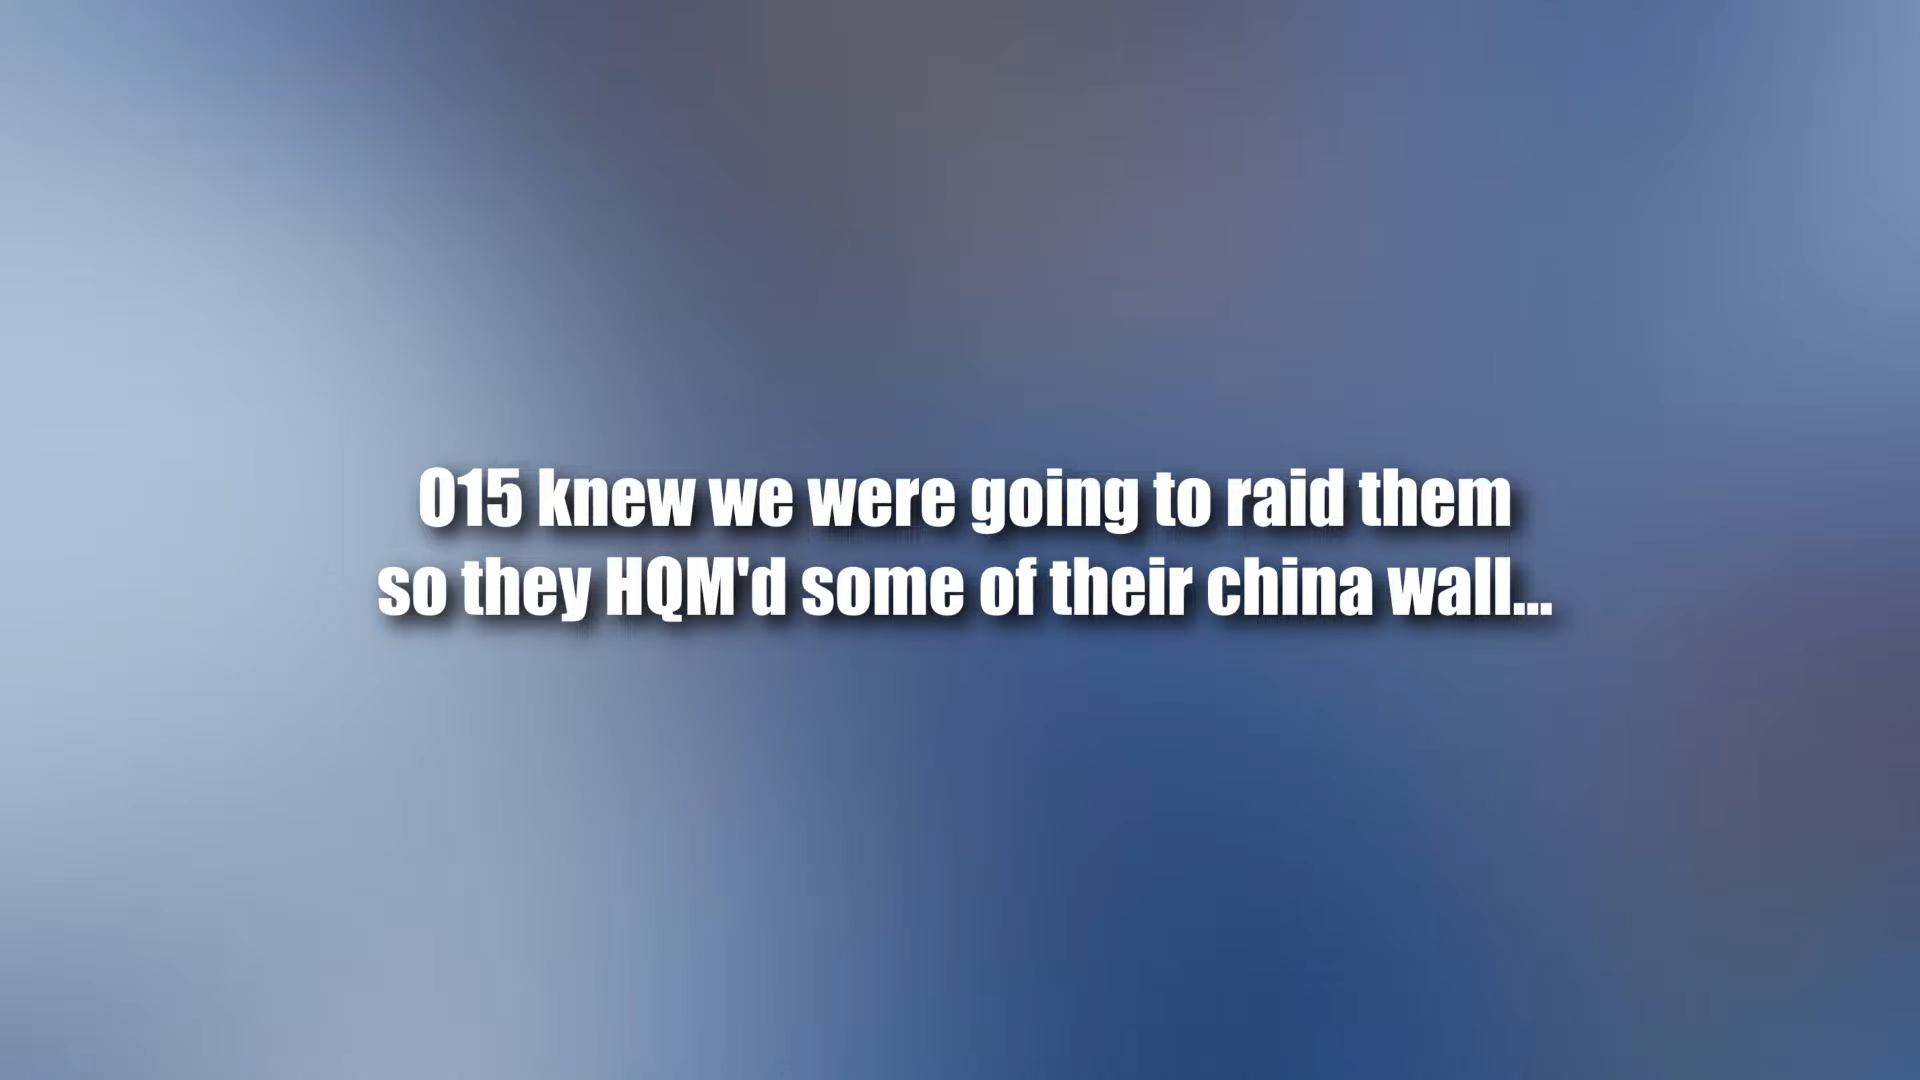 015 knew we were going to raid them
so they HQM'd some of their china wall...